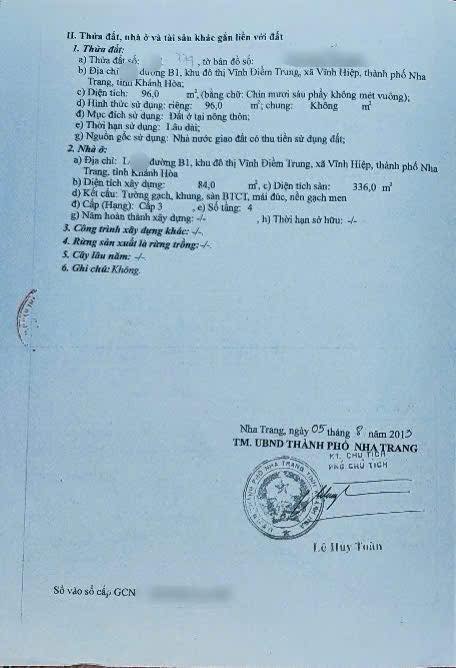 II. Thửa đất, nhà ở và tài sản khác gắn liền với đất
1. Thửa đất:
a) Thửa đất số: , tờ bản đồ số:
b) Địa chỉ đường B1, khu đô thị Vĩnh Điềm Trung, xã Vĩnh Hiệp, thành phố Nha
Trang, tỉnh Khánh Hòa;
c) Diện tích: 96,0 m², (bằng chữ: Chín mươi sáu phẩy không mét vuông);
d) Hình thức sử dụng: riêng: 96,0 m²; chung: Không m²
đ) Mục đích sử dụng: Đất ở tại nông thôn;
e) Thời hạn sử dụng: Lâu dài;
g) Nguồn gốc sử dụng: Nhà nước giao đất có thu tiền sử dụng đất;
2. Nhà ở:
a) Địa chỉ: L đường B1, khu đô thị Vĩnh Điềm Trung, xã Vĩnh Hiệp, thành phố Nha
Trang, tỉnh Khánh Hòa
b) Diện tích xây dựng: 84,0 m², c) Diện tích sàn: 336,0 m²
d) Kết cấu: Tường gạch, khung, sàn BTCT, mái đúc, nền gạch men
đ) Cấp (Hạng): Cấp 3 , e) Số tầng: 4
g) Năm hoàn thành xây dựng: -/- , h) Thời hạn sở hữu: -/-
3. Công trình xây dựng khác: -/-.
4. Rừng sản xuất là rừng trồng: -/-.
5. Cây lâu năm: -/-
6. Ghi chú: Không.
Nha Trang, ngày 05 tháng 8 năm 2013
TM. UBND THÀNH PHỐ NHA TRANG
KT. CHỦ TỊCH
PHÓ CHỦ TỊCH
Lê Huy Toàn
Số vào sổ cấp GCN